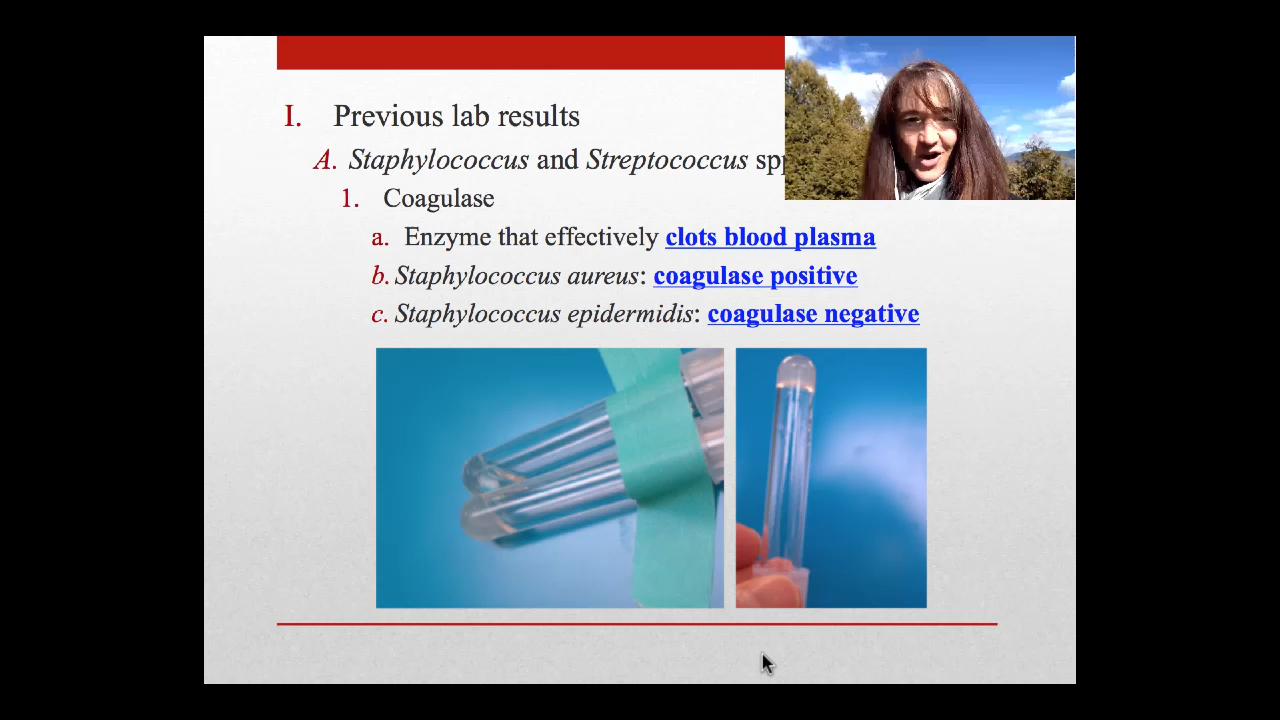 I. Previous lab results
A. Staphylococcus and Streptococcus
1. Coagulase
a. Enzyme that effectively clots blood plasma
b. Staphylococcus aureus: coagulase positive
c. Staphylococcus epidermidis: coagulase negative